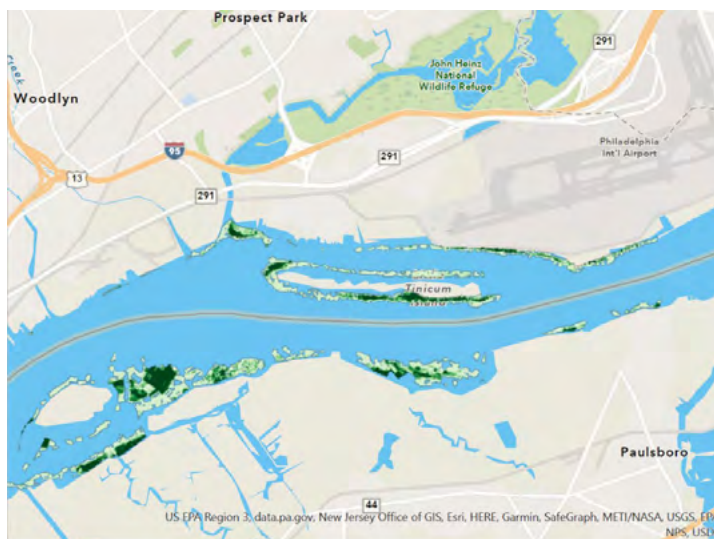 Prospect Park
291
John Heinz
National
Wildlife Refuge
Creek
Woodlyn
Philadelphia
Int'l Airport
95
291
13
291
Tinicum
Island
Paulsboro
44
US EPA Region 3, data.pa.gov, New Jersey Office of GIS, Esri, HERE, Garmin, SafeGraph, METI/NASA, USGS, EPA
NPS, USD